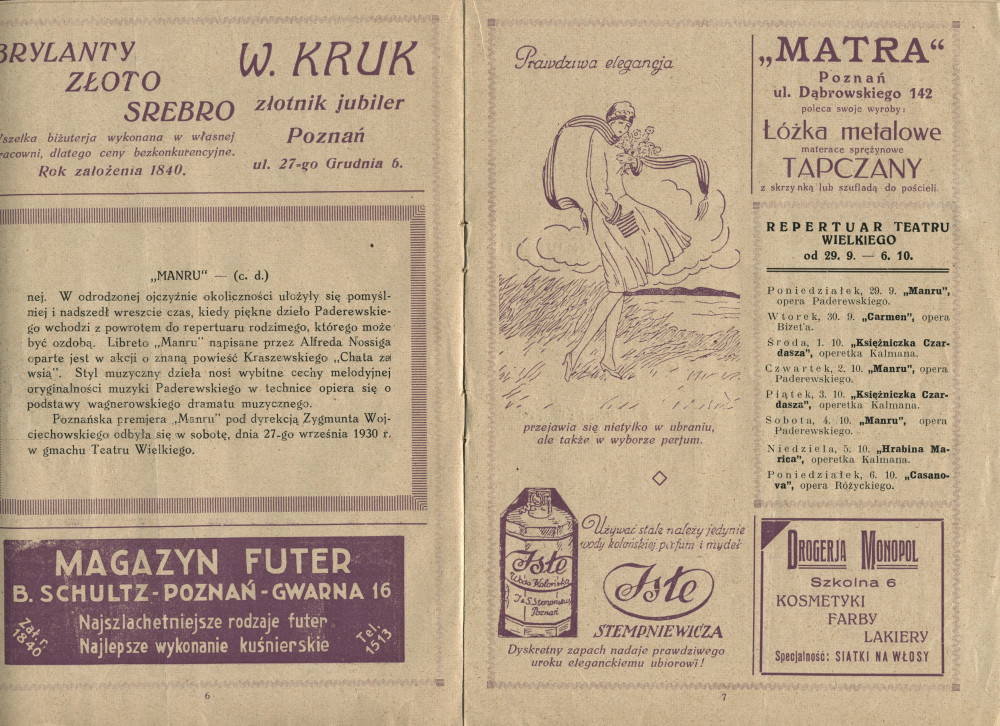 BRYLANTY
ZŁOTO
SREBRO
Wszelka biżuterja wykonana w własnej
pracowni, dlatego ceny bezkonkurencyjne.
Rok założenia 1840.
W. KRUK
złotnik jubiler
Poznań
ul. 27-go Grudnia 6.
„MANRU" — (c. d.)
nej. W odrodzonej ojczyźnie okoliczności ułożyły się pomyśl-
niej i nadszedł wreszcie czas, kiedy piękne dzieło Paderewskie-
go wchodzi z powrotem do repertuaru rodzimego, którego może
być ozdobą. Libreto „Manru" napisane przez Alfreda Nossiga
oparte jest w akcji o znaną powieść Kraszewskiego „Chata za
wsią". Styl muzyczny dzieła nosi wybitne cechy melodyjnej
oryginalności muzyki Paderewskiego w technice opiera się o
podstawy wagnerowskiego dramatu muzycznego.
Poznańska premjera „Manru" pod dyrekcją Zygmunta Woj-
ciechowskiego odbyła się w sobotę, dnia 27-go września 1930 r.
w gmachu Teatru Wielkiego.
MAGAZYN FUTER
B. SCHULTZ - POZNAŃ - GWARNA 16
Zał. r. 1840
Najszlachetniejsze rodzaje futer
Najlepsze wykonanie kuśnierskie
Tel. 1513
6
Prawdziwa elegancja
przejawia się nietylko w ubraniu,
ale także w wyborze perfum.
Używać stale należy jedynie
wody kolońskiej perfum i mydeł
Iste
Woda Kolońska
J & S. Stempniewicz
Poznań
Iste
STEMPNIEWICZA
Dyskretny zapach nadaje prawdziwego
uroku eleganckiemu ubiorowi!
„MATRA"
Poznań
ul. Dąbrowskiego 142
poleca swoje wyroby:
Łóżka metalowe
materace sprężynowe
TAPCZANY
z skrzynką lub szufladą do pościeli.
REPERTUAR TEATRU
WIELKIEGO
od 29. 9. — 6. 10.
Poniedziałek, 29. 9. „Manru",
opera Paderewskiego.
Wtorek, 30. 9. „Carmen", opera
Bizet'a.
Środa, 1. 10. „Księżniczka Czar-
dasza", operetka Kalmana.
Czwartek, 2. 10. „Manru", opera
Paderewskiego.
Piątek, 3. 10. „Księżniczka Czar-
dasza", operetka Kalmana.
Sobota, 4. 10. „Manru", opera
Paderewskiego.
Niedziela, 5. 10. „Hrabina Ma-
rica", operetka Kalmana.
Poniedziałek, 6. 10. „Casano-
va", opera Różyckiego.
DROGERJA MONOPOL
Szkolna 6
KOSMETYKI
FARBY
LAKIERY
Specjalność: SIATKI NA WŁOSY
7